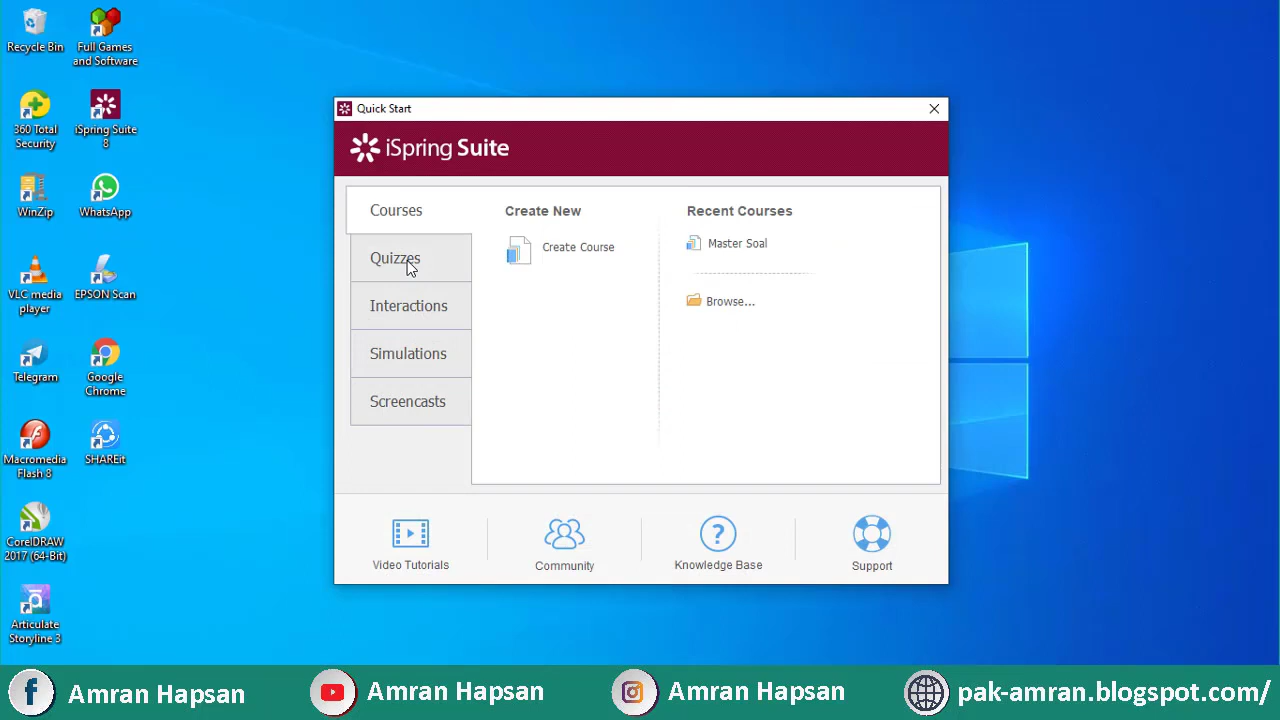 Recycle Bin
Full Games
and Software
360 Total
Security
iSpring Suite
8
WinZip
WhatsApp
VLC media
player
EPSON Scan
Telegram
Google
Chrome
Macromedia
Flash 8
SHAREit
CorelDRAW
2017 (64-Bit)
Articulate
Storyline 3
Quick Start
iSpring Suite
Courses
Quizzes
Interactions
Simulations
Screencasts
Create New
Create Course
Recent Courses
Master Soal
Browse...
Video Tutorials
Community
Knowledge Base
Support
Amran Hapsan
Amran Hapsan
Amran Hapsan
pak-amran.blogspot.com/